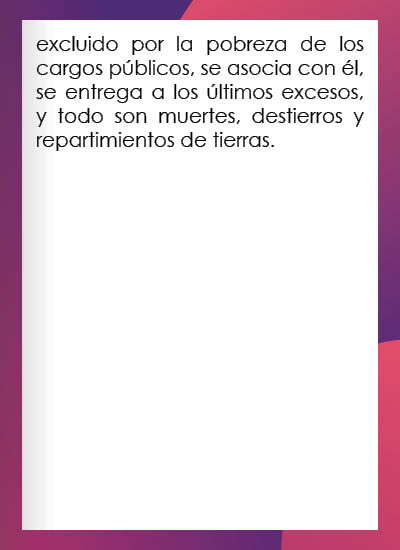 excluido por la pobreza de los
cargos públicos, se asocia con él,
se entrega a los últimos excesos,
y todo son muertes, destierros y
repartimientos de tierras.